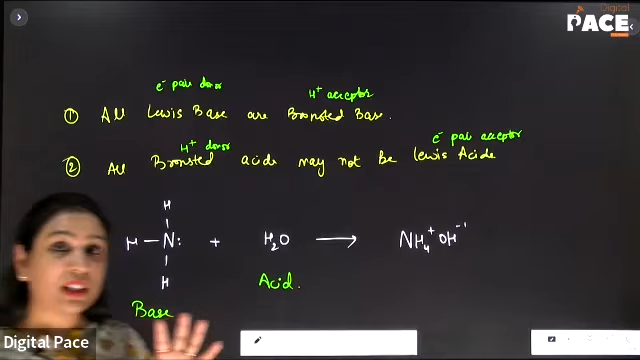 Digital
PACE
e⁻ pair donor
H⁺ acceptor
① All Lewis Base are Bronsted Base.
H⁺ donor
e⁻ pair acceptor
② All Bronsted acids may not be Lewis Acids
H
H — N: + H₂O → NH₄⁺ OH⁻¹
H
Acid.
Base
Digital Pace